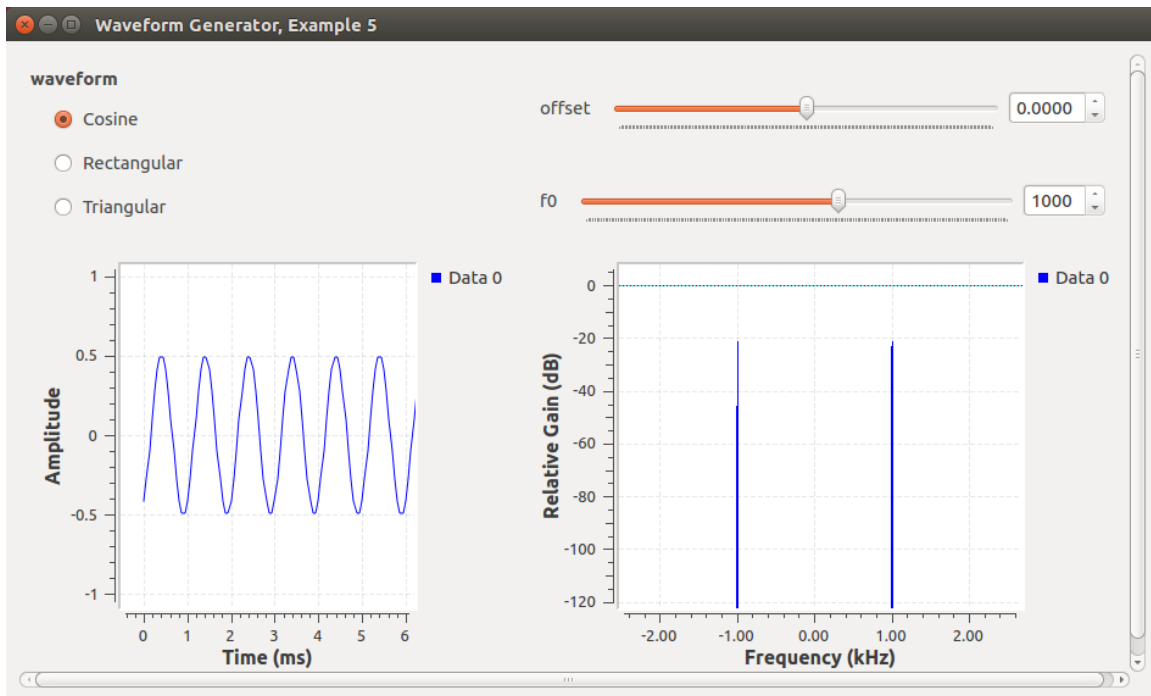 Waveform Generator, Example 5
waveform
Cosine
Rectangular
Triangular
offset 0.0000
f0 1000
Amplitude
1
0.5
0
-0.5
-1
0 1 2 3 4 5 6
Time (ms)
Data 0
Relative Gain (dB)
0
-20
-40
-60
-80
-100
-120
-2.00 -1.00 0.00 1.00 2.00
Frequency (kHz)
Data 0